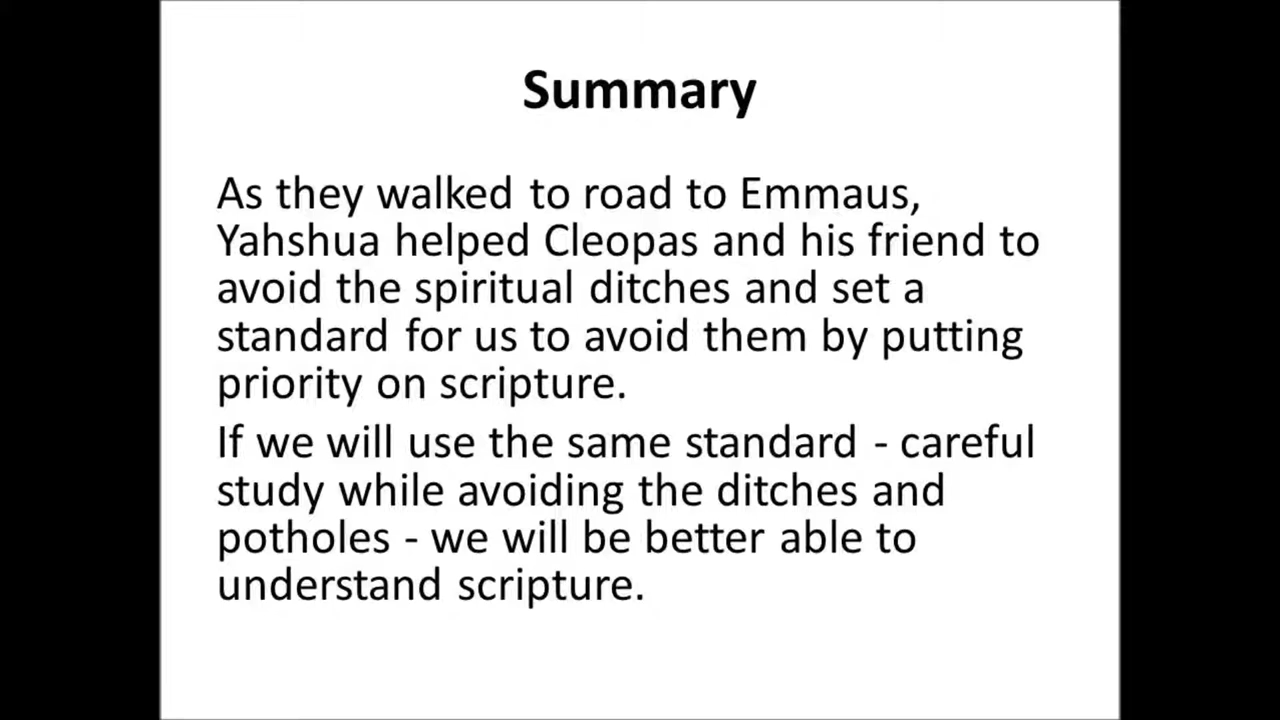 Summary
As they walked to road to Emmaus,
Yahshua helped Cleopas and his friend to
avoid the spiritual ditches and set a
standard for us to avoid them by putting
priority on scripture.
If we will use the same standard - careful
study while avoiding the ditches and
potholes - we will be better able to
understand scripture.